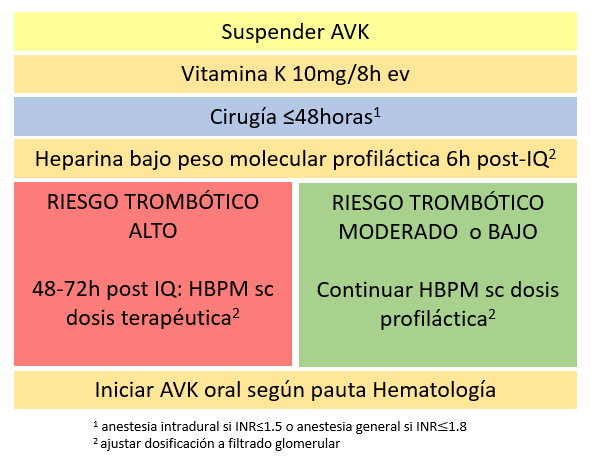 Suspender AVK
Vitamina K 10mg/8h ev
Cirugía ≤48horas¹
Heparina bajo peso molecular profiláctica 6h post-IQ²
RIESGO TROMBÓTICO
ALTO
48-72h post IQ: HBPM sc
dosis terapéutica²
RIESGO TROMBÓTICO
MODERADO o BAJO
Continuar HBPM sc dosis
profiláctica²
Iniciar AVK oral según pauta Hematología
¹ anestesia intradural si INR≤1.5 o anestesia general si INR≤1.8
² ajustar dosificación a filtrado glomerular